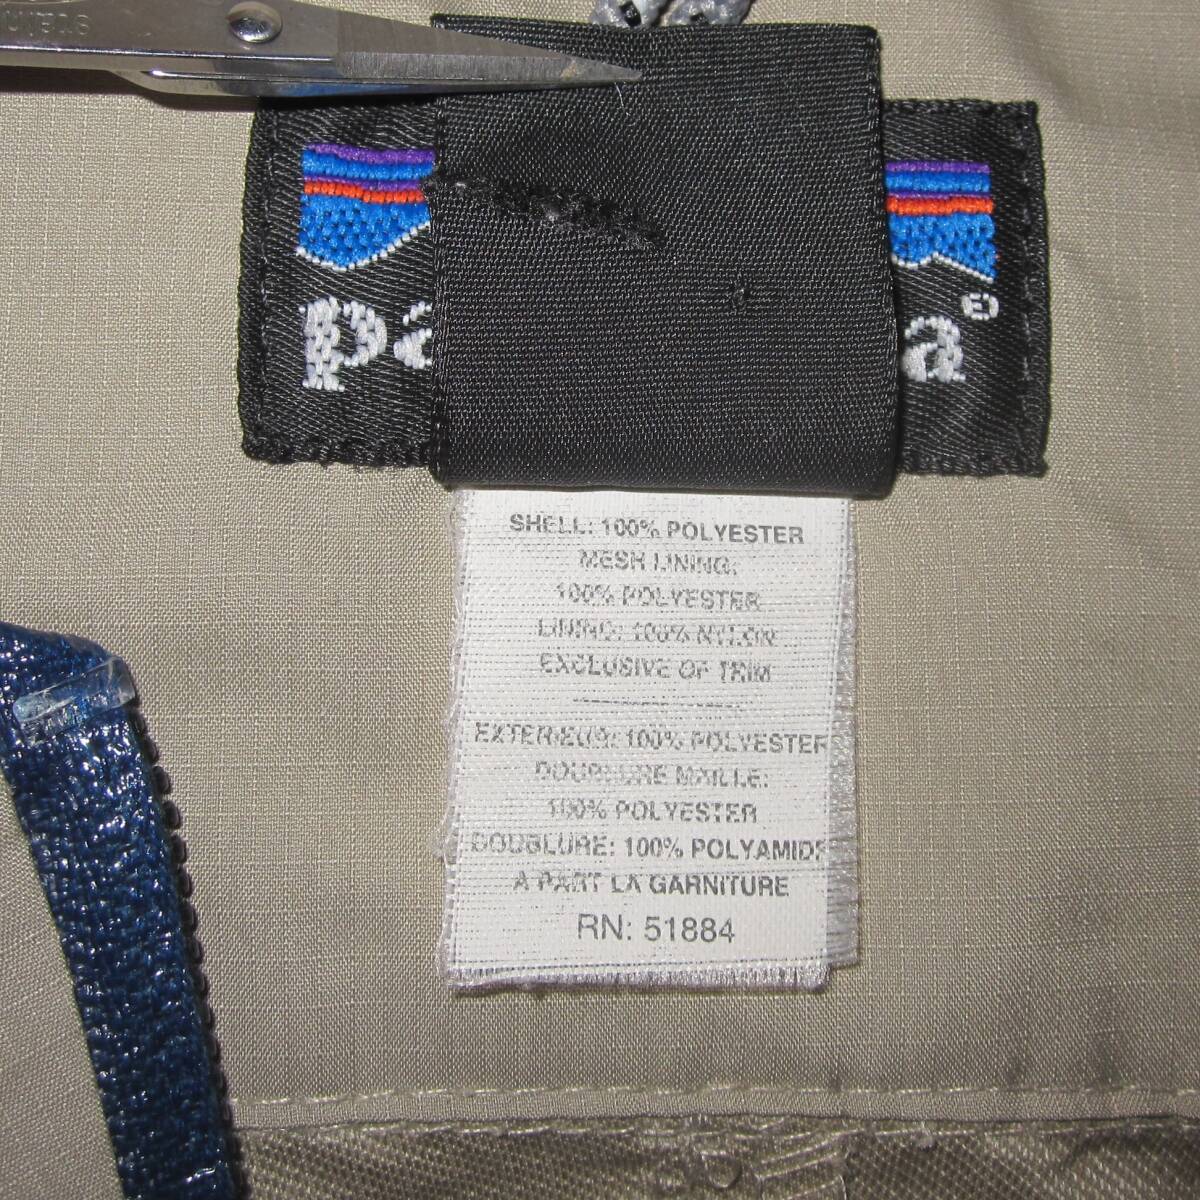 pa a®
SHELL: 100% POLYESTER
MESH LINING:
100% POLYESTER
LINING: 100% NYLON
EXCLUSIVE OF TRIM
EXTERIEUR: 100% POLYESTER
DOUBLURE MAILLE:
100% POLYESTER
DOUBLURE: 100% POLYAMIDE
A PART LA GARNITURE
RN: 51884